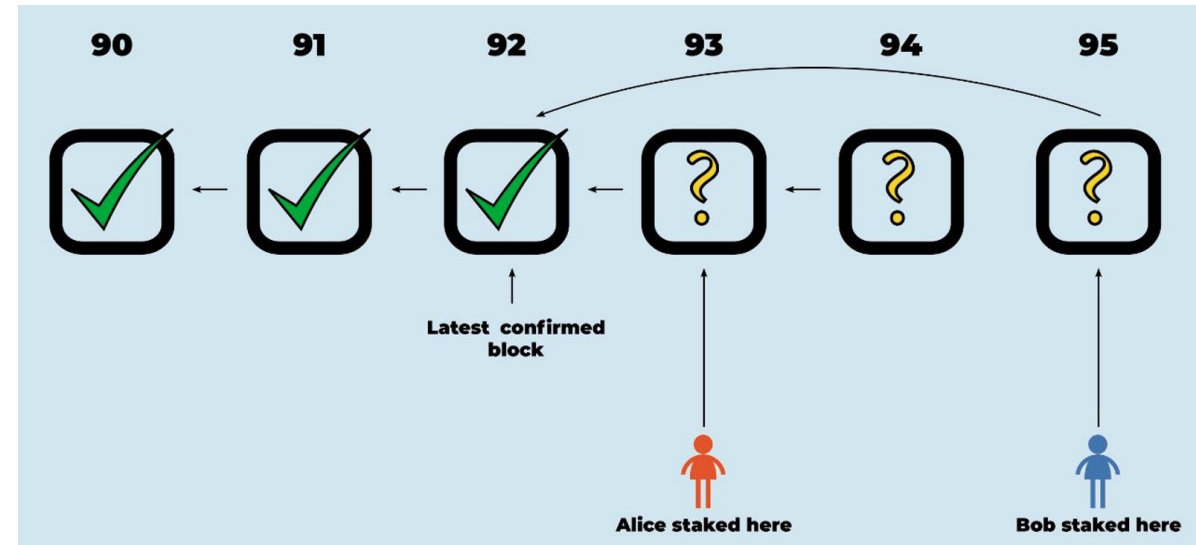 90 91 92 93 94 95
? ? ?
Latest confirmed
block
Alice staked here Bob staked here